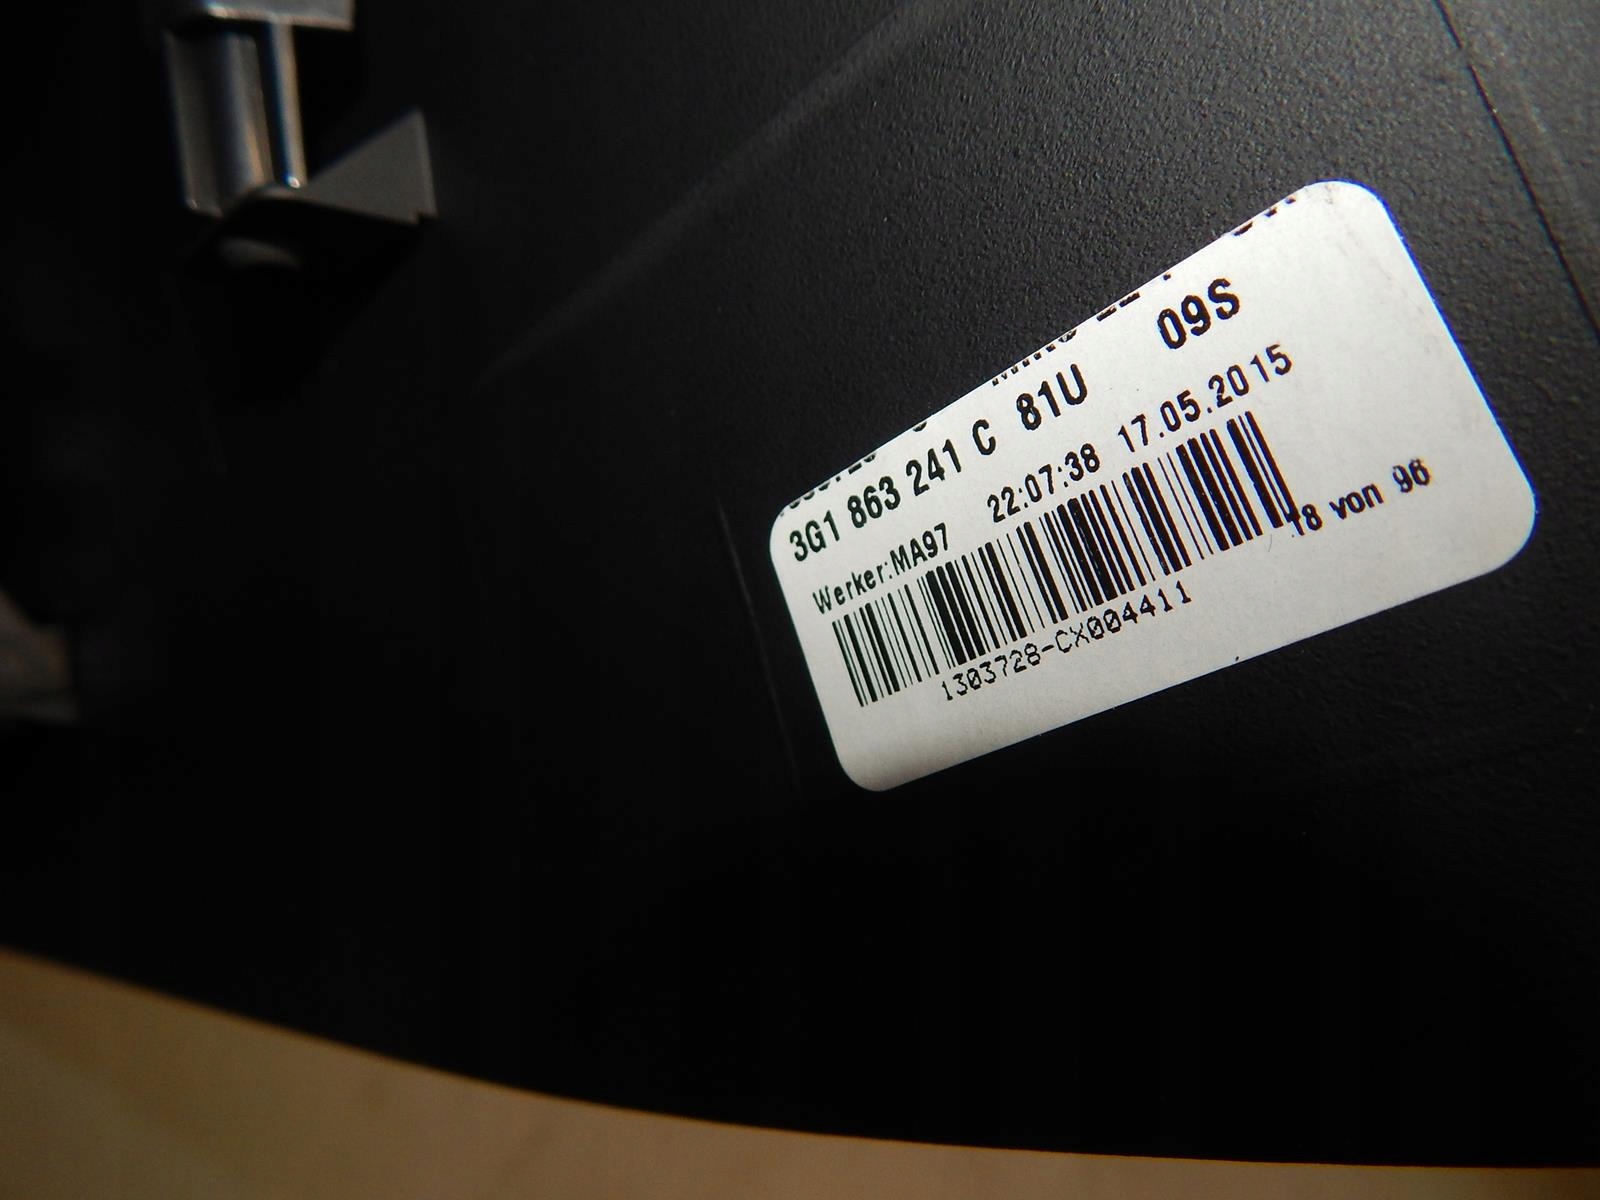 09S
3G1 863 241 C 81U
Werker:MA97 22:07:38 17.05.2015
18 von 96
1303728-CX004411